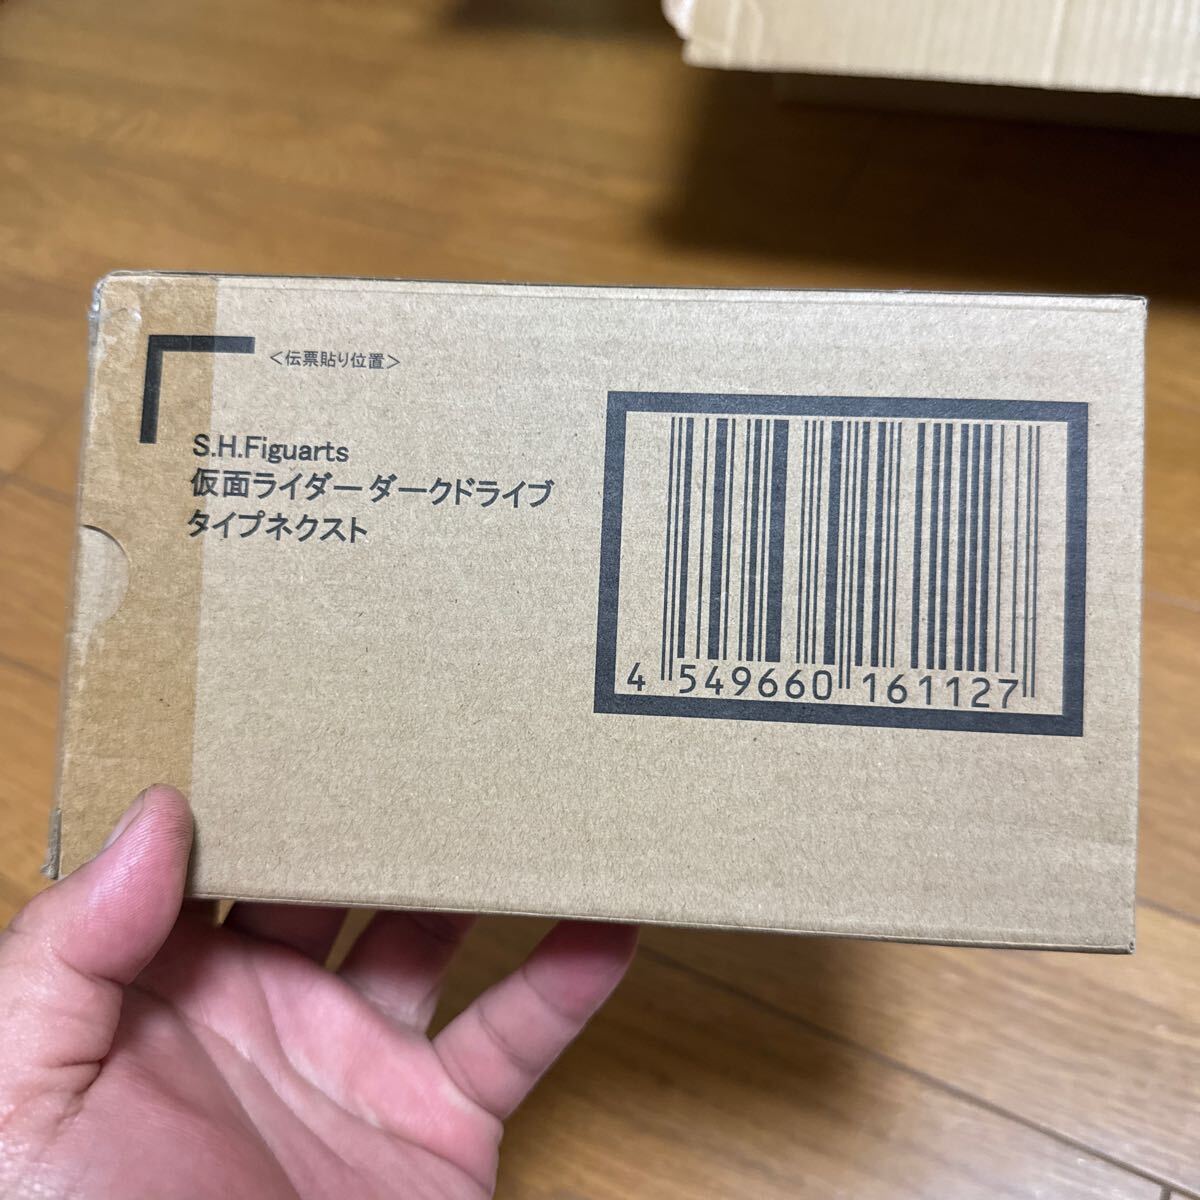 ＜伝票貼り位置＞
S.H.Figuarts
仮面ライダーダークドライブ
タイプネクスト
4 549660 161127